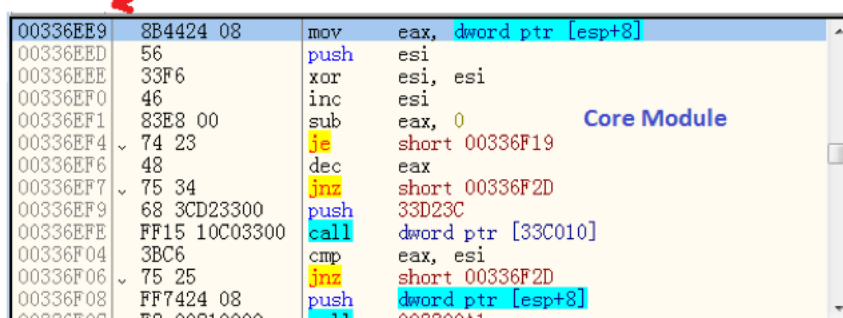 00336EE9 8B4424 08 mov eax, dword ptr [esp+8]
00336EED 56 push esi
00336EEE 33F6 xor esi, esi
00336EF0 46 inc esi
00336EF1 83E8 00 sub eax, 0 Core Module
00336EF4 74 23 je short 00336F19
00336EF6 48 dec eax
00336EF7 75 34 jnz short 00336F2D
00336EF9 68 3CD23300 push 33D23C
00336EFE FF15 10C03300 call dword ptr [33C010]
00336F04 3BC6 cmp eax, esi
00336F06 75 25 jnz short 00336F2D
00336F08 FF7424 08 push dword ptr [esp+8]